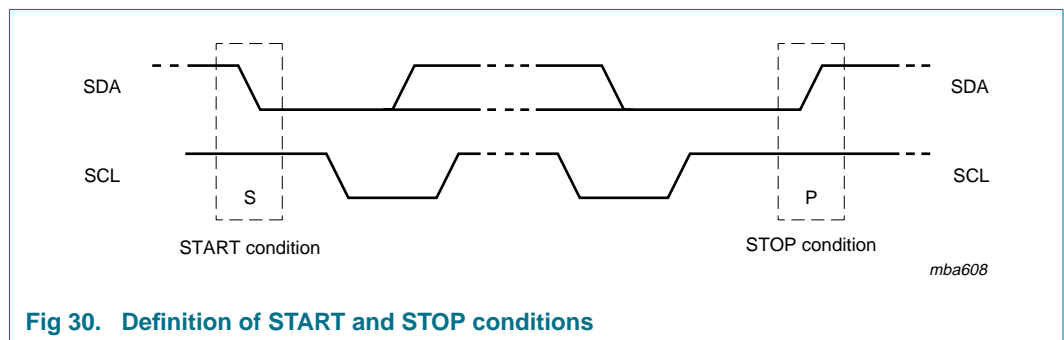 SDA
SDA
SCL
SCL
S
P
START condition
STOP condition
mba608
Fig 30. Definition of START and STOP conditions